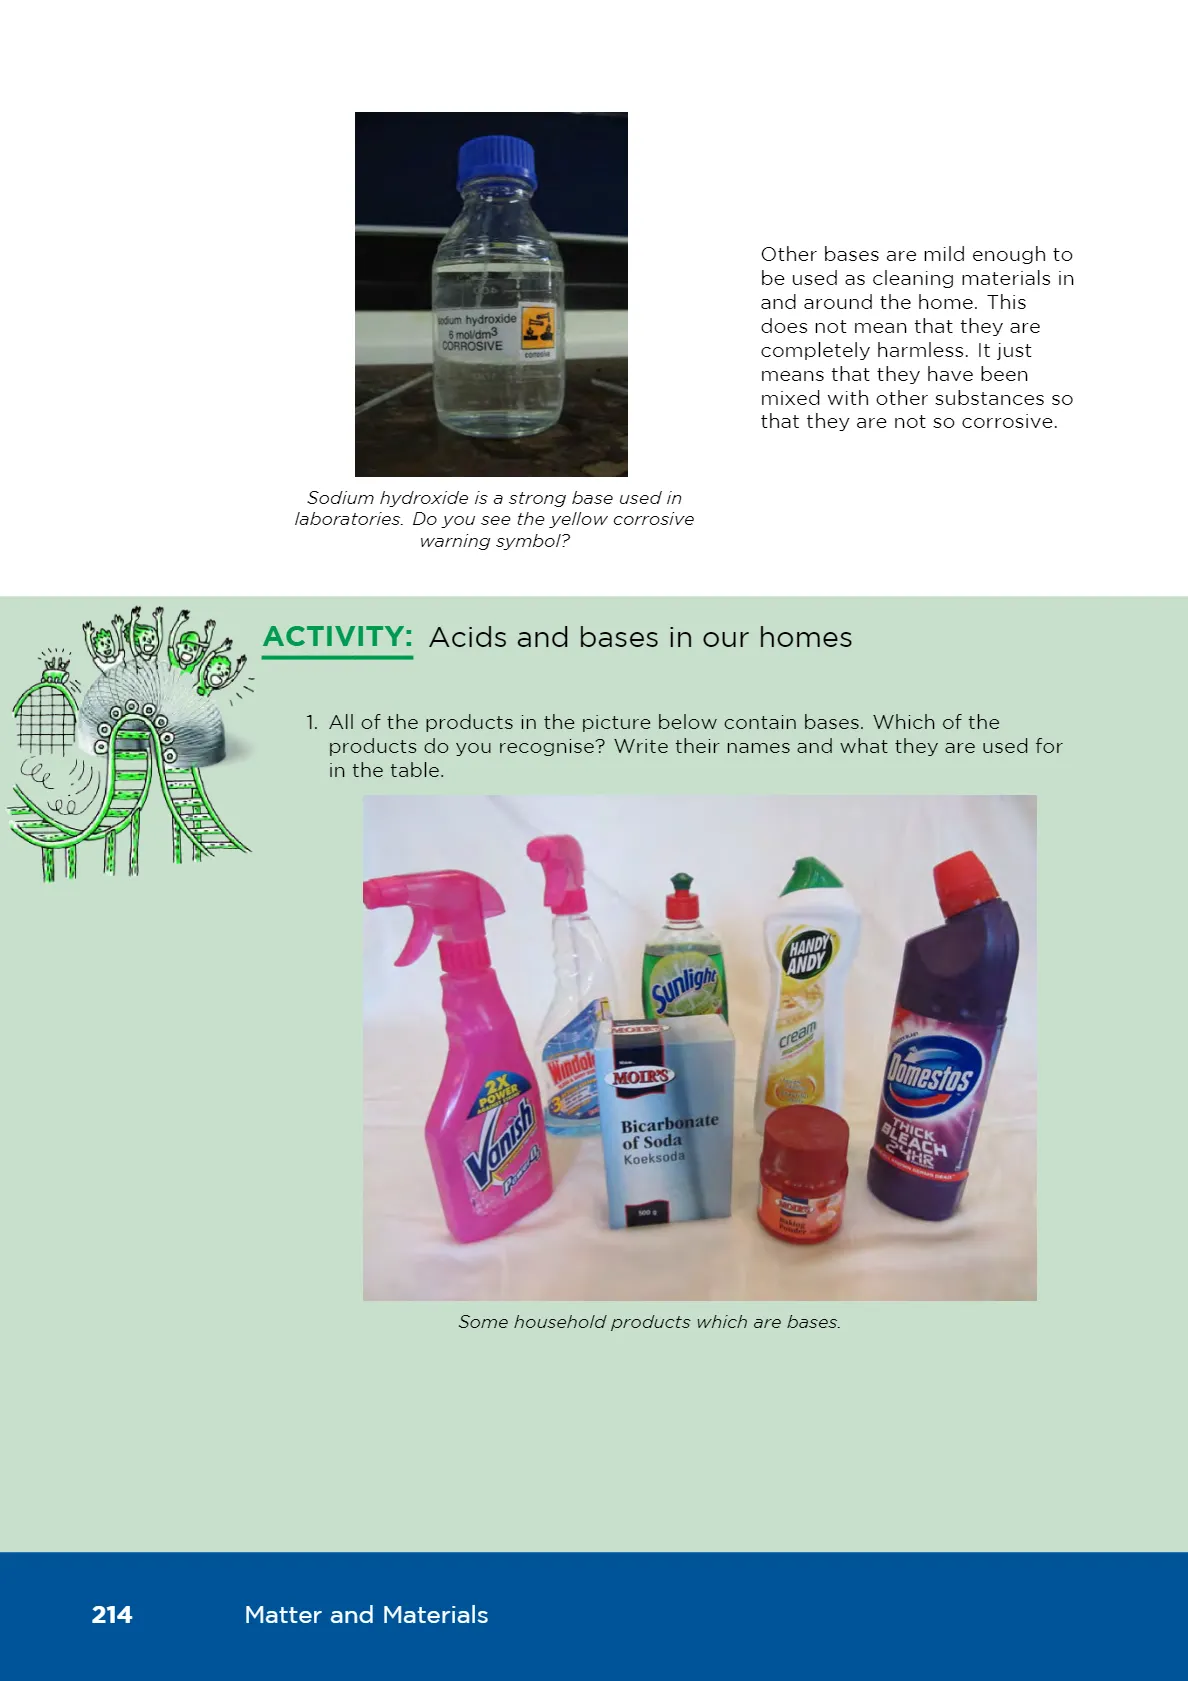 sodium hydroxide
6 mol/dm3
CORROSIVE
corrosive
Other bases are mild enough to
be used as cleaning materials in
and around the home. This
does not mean that they are
completely harmless. It just
means that they have been
mixed with other substances so
that they are not so corrosive.
Sodium hydroxide is a strong base used in
laboratories. Do you see the yellow corrosive
warning symbol?
ACTIVITY: Acids and bases in our homes
1. All of the products in the picture below contain bases. Which of the
products do you recognise? Write their names and what they are used for
in the table.
2X
POWER
Vanish
Power O2
Windol
3
Sunlight
MOIR'S
MOIR'S
Bicarbonate
of Soda
Koeksoda
500 g
HANDY
ANDY
cream
MOIR'S
Baking
Powder
Domestos
THICK
BLEACH
24HR
Some household products which are bases.
214 Matter and Materials